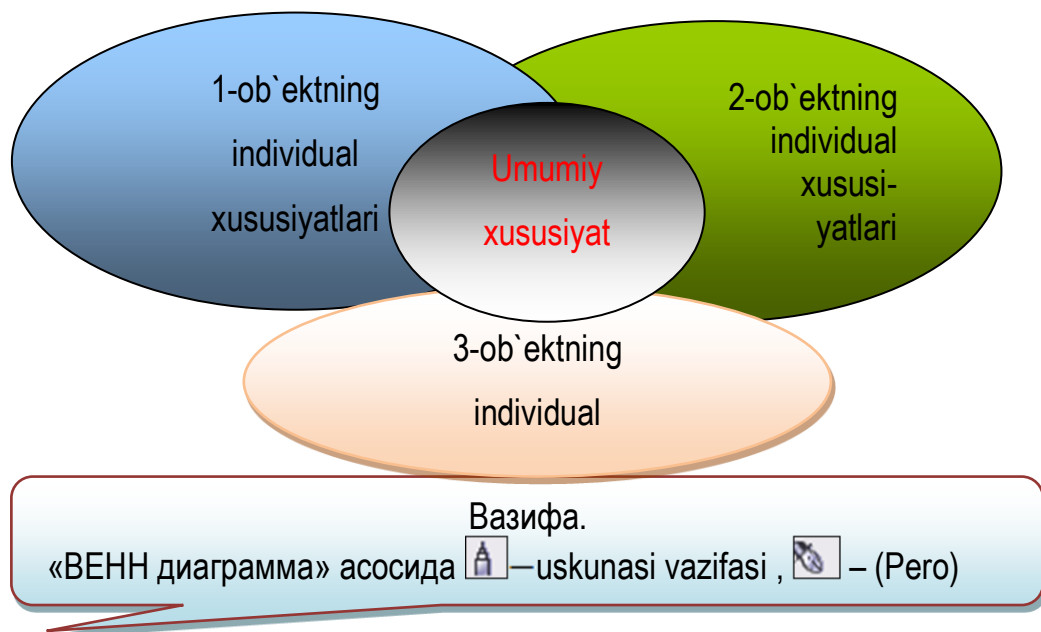 1-ob`ektning
individual
xususiyatlari
2-ob`ektning
individual
xususi-
yatlari
Umumiy
xususiyat
3-ob`ektning
individual
Вазифа.
«ВЕНН диаграмма» асосида —uskunasi vazifasi , – (Pero)